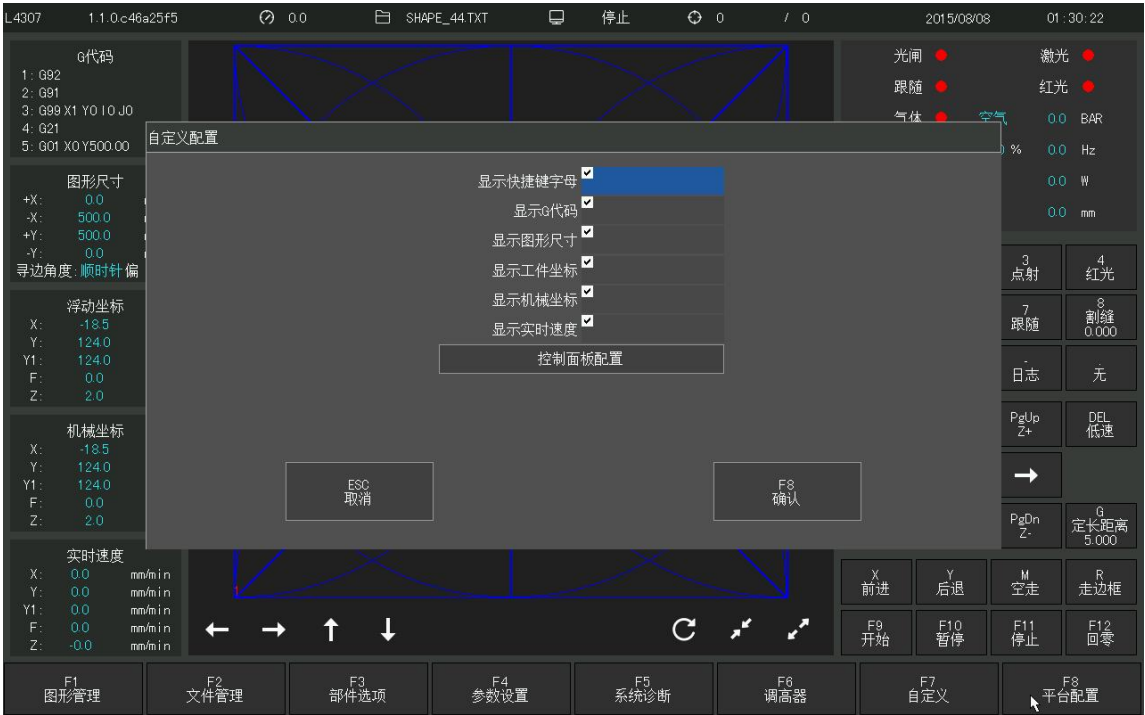 L4307 1.1.0.c46a25f5 0.0 SHAPE_44.TXT 停止 0 / 0 2015/08/08 01:30:22
G代码
1: G92
2: G91
3: G99 X1 Y0 I0 J0
4: G21
5: G01 X0 Y500.00
图形尺寸
+X: 0.0
-X: 500.0
+Y: 500.0
-Y: 0.0
寻边角度:顺时针偏
浮动坐标
X: -18.5
Y: 124.0
Y1: 124.0
F: 0.0
Z: 2.0
机械坐标
X: -18.5
Y: 124.0
Y1: 124.0
F: 0.0
Z: 2.0
实时速度
X: 0.0 mm/min
Y: 0.0 mm/min
Y1: 0.0 mm/min
F: 0.0 mm/min
Z: -0.0 mm/min
自定义配置
显示快捷键字母
显示G代码
显示图形尺寸
显示工件坐标
显示机械坐标
显示实时速度
控制面板配置
ESC
取消
F8
确认
光闸 激光
跟随 红光
气体 空气 0.0 BAR
% 0.0 Hz
0.0 W
0.0 mm
3
点射
4
红光
7
跟随
8
割缝
0.000
-
日志
.
无
PgUp
Z+
DEL
低速
PgDn
Z-
G
定长距离
5.000
X
前进
Y
后退
M
空走
R
走边框
F9
开始
F10
暂停
F11
停止
F12
回零
F1
图形管理
F2
文件管理
F3
部件选项
F4
参数设置
F5
系统诊断
F6
调高器
F7
自定义
F8
平台配置